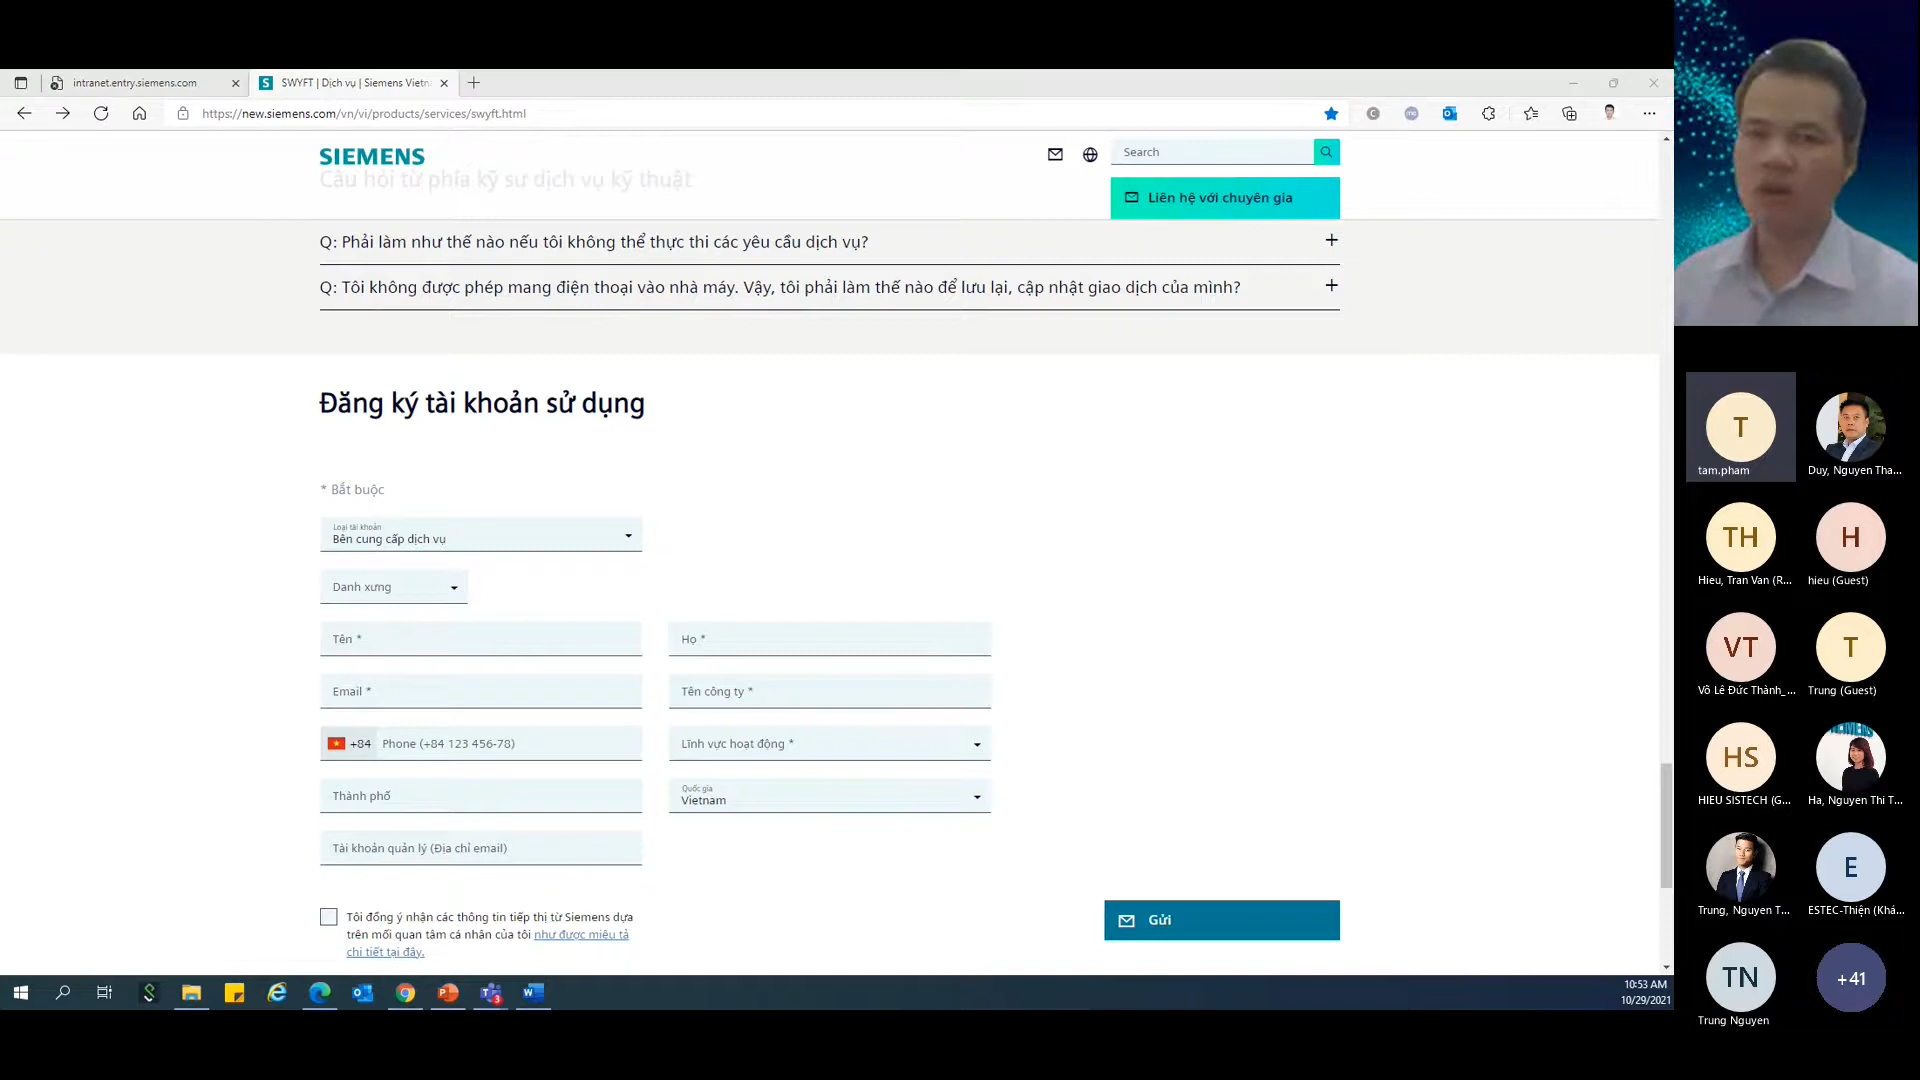 intranet.entry.siemens.com
SWYFT | Dịch vụ | Siemens Vietn
https://new.siemens.com/vn/vi/products/services/swyft.html
SIEMENS
Search
Câu hỏi từ phía kỹ sư dịch vụ kỹ thuật
Liên hệ với chuyên gia
Q: Phải làm như thế nào nếu tôi không thể thực thi các yêu cầu dịch vụ?
Q: Tôi không được phép mang điện thoại vào nhà máy. Vậy, tôi phải làm thế nào để lưu lại, cập nhật giao dịch của mình?
Đăng ký tài khoản sử dụng
* Bắt buộc
Loại tài khoản
Bên cung cấp dịch vụ
Danh xưng
Tên *
Họ *
Email *
Tên công ty *
+84 Phone (+84 123 456-78)
Lĩnh vực hoạt động *
Thành phố
Quốc gia
Vietnam
Tài khoản quản lý (Địa chỉ email)
Tôi đồng ý nhận các thông tin tiếp thị từ Siemens dựa
trên mối quan tâm cá nhân của tôi như được miêu tả
chi tiết tại đây.
Gửi
10:53 AM
10/29/2021
T
tam.pham
Duy, Nguyen Tha...
TH
Hieu, Tran Van (R...
H
hieu (Guest)
VT
Võ Lê Đức Thành_...
T
Trung (Guest)
HS
HIEU SISTECH (G...
Ha, Nguyen Thi T...
Trung, Nguyen T...
E
ESTEC-Thiện (Khá...
TN
Trung Nguyen
+41